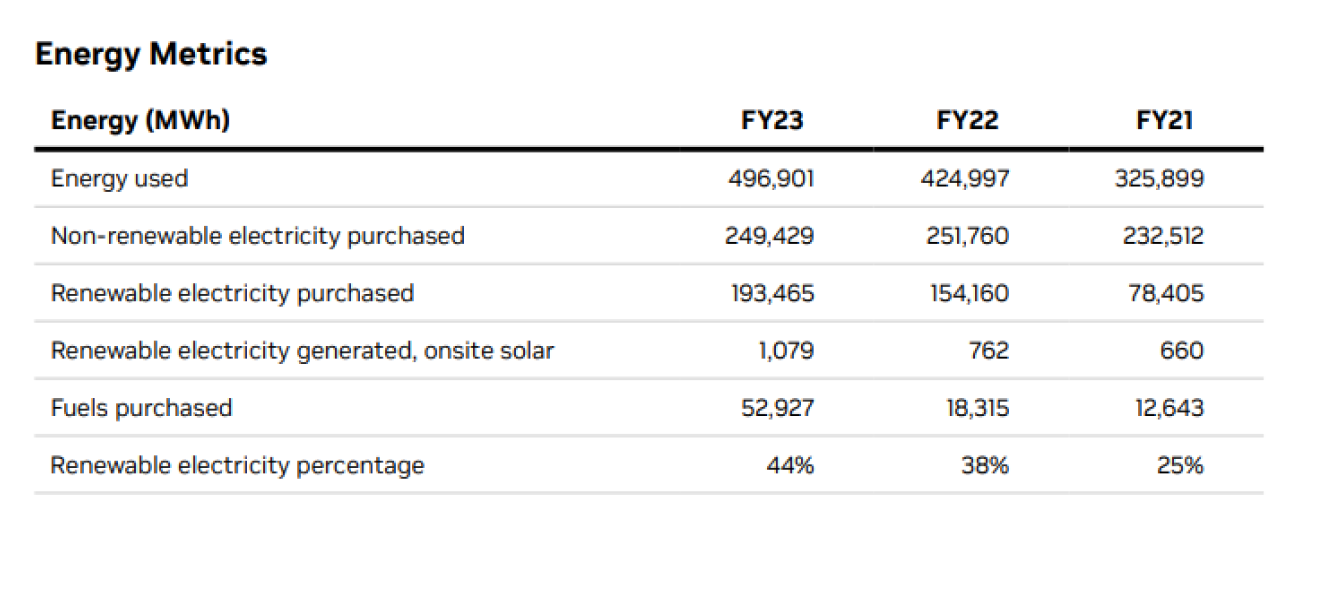 Energy Metrics
Energy (MWh) FY23 FY22 FY21
Energy used 496,901 424,997 325,899
Non-renewable electricity purchased 249,429 251,760 232,512
Renewable electricity purchased 193,465 154,160 78,405
Renewable electricity generated, onsite solar 1,079 762 660
Fuels purchased 52,927 18,315 12,643
Renewable electricity percentage 44% 38% 25%